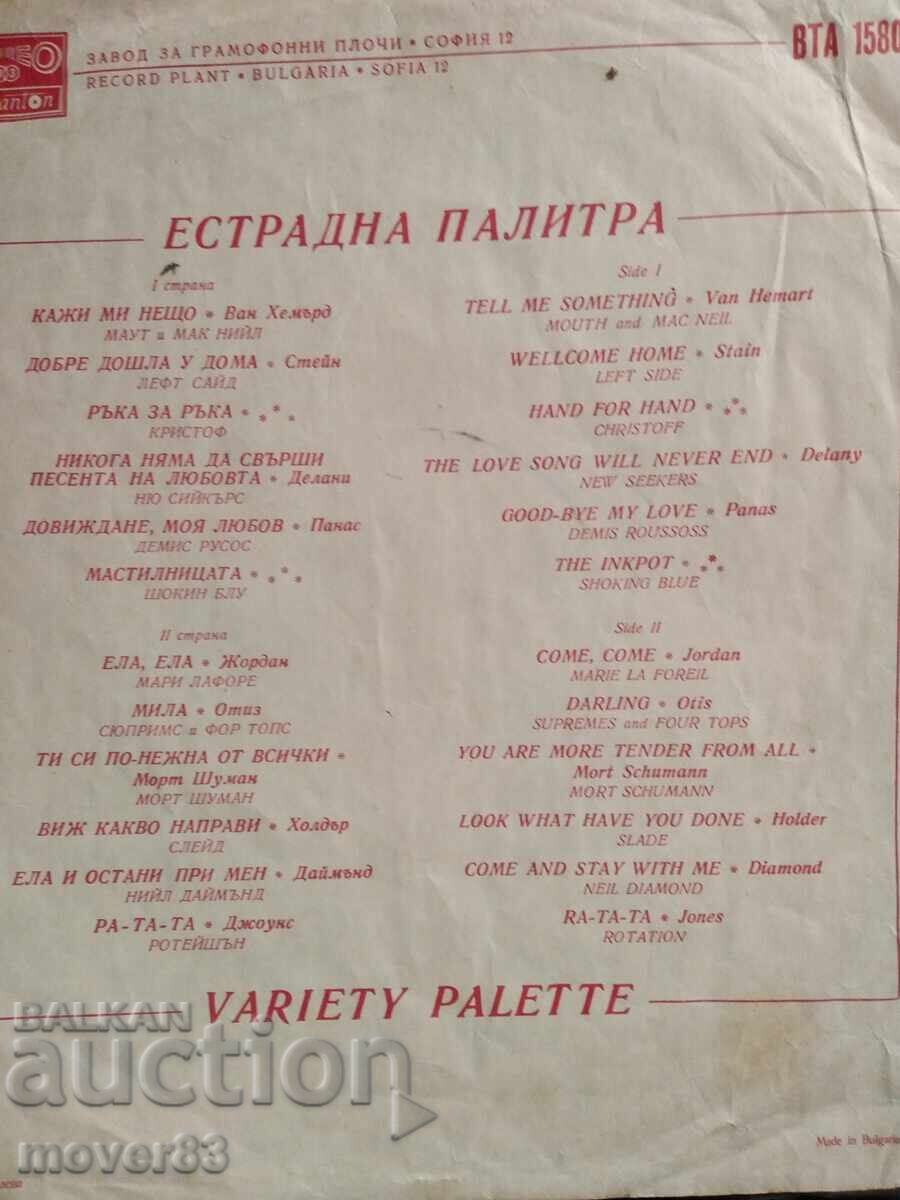 ЗАВОД ЗА ГРАМОФОННИ ПЛОЧИ • СОФИЯ 12
RECORD PLANT • BULGARIA • SOFIA 12
ВТА 1580
ЕСТРАДНА ПАЛИТРА
I страна
КАЖИ МИ НЕЩО • Ван Хемърд
МАУТ и МАК НИЙЛ
ДОБРЕ ДОШЛА У ДОМА • Стейн
ЛЕФТ САЙД
РЪКА ЗА РЪКА • ***
КРИСТОФ
НИКОГА НЯМА ДА СВЪРШИ
ПЕСЕНТА НА ЛЮБОВТА • Делани
НЮ СИЙКЪРС
ДОВИЖДАНЕ, МОЯ ЛЮБОВ • Панас
ДЕМИС РУСОС
МАСТИЛНИЦАТА • ***
ШОКИН БЛУ
II страна
ЕЛА, ЕЛА • Жордан
МАРИ ЛАФОРЕ
МИЛА • Отиз
СЮПРИМС и ФОР ТОПС
ТИ СИ ПО-НЕЖНА ОТ ВСИЧКИ •
Морт Шуман
МОРТ ШУМАН
ВИЖ КАКВО НАПРАВИ • Холдър
СЛЕЙД
ЕЛА И ОСТАНИ ПРИ МЕН • Даймънд
НИЙЛ ДАЙМЪНД
РА-ТА-ТА • Джоунс
РОТЕЙШЪН
Side I
TELL ME SOMETHING • Van Hemart
MOUTH and MAC NEIL
WELLCOME HOME • Stain
LEFT SIDE
HAND FOR HAND • ***
CHRISTOFF
THE LOVE SONG WILL NEVER END • Delany
NEW SEEKERS
GOOD-BYE MY LOVE • Panas
DEMIS ROUSSOSS
THE INKPOT • ***
SHOKING BLUE
Side II
COME, COME • Jordan
MARIE LA FOREIL
DARLING • Otis
SUPREMES and FOUR TOPS
YOU ARE MORE TENDER FROM ALL •
Mort Schumann
MORT SCHUMANN
LOOK WHAT HAVE YOU DONE • Holder
SLADE
COME AND STAY WITH ME • Diamond
NEIL DIAMOND
RA-TA-TA • Jones
ROTATION
VARIETY PALETTE
BALKAN
auction
mover83
Made in Bulgaria